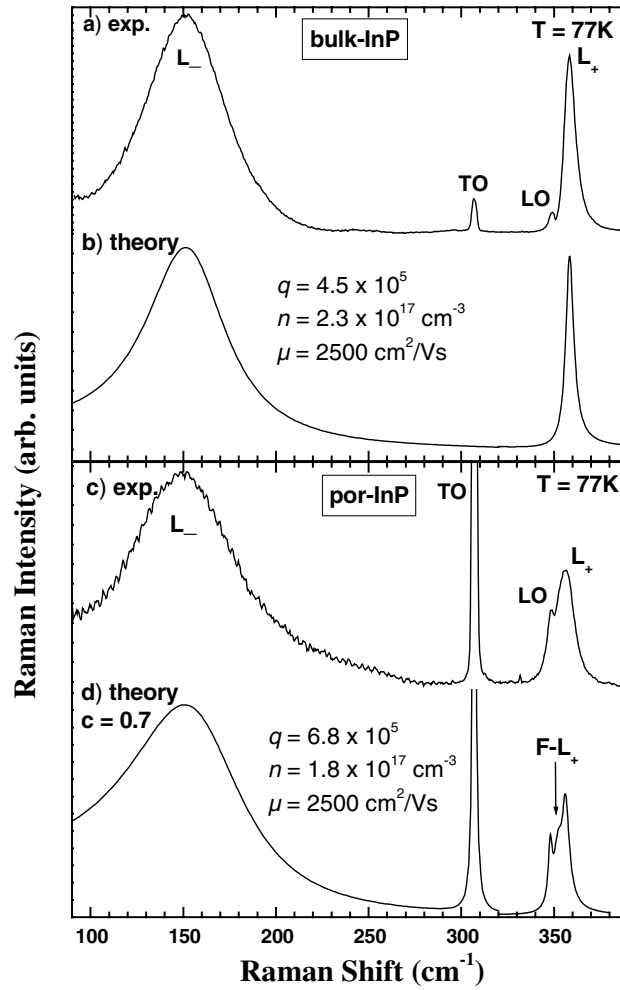 a) exp.
bulk-InP
T = 77K
L_
L+
TO
LO
b) theory
q = 4.5 x 10^5
n = 2.3 x 10^17 cm^-3
μ = 2500 cm^2/Vs
c) exp.
por-InP
TO
T = 77K
L_
LO
L+
d) theory
c = 0.7
q = 6.8 x 10^5
n = 1.8 x 10^17 cm^-3
μ = 2500 cm^2/Vs
F-L+
Raman Intensity (arb. units)
100 150 200 250 300 350
Raman Shift (cm^-1)